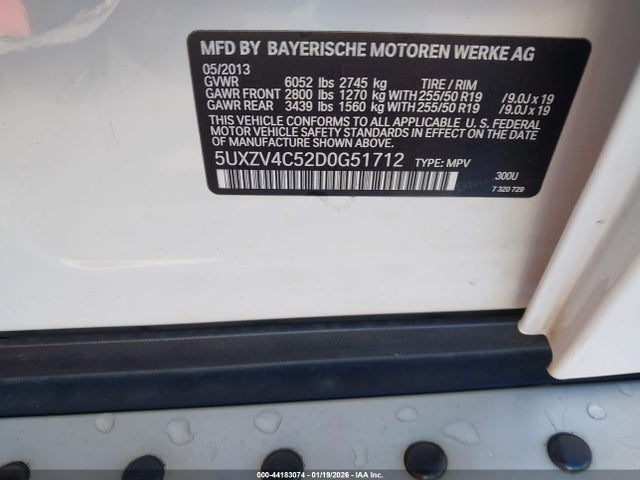 MFD BY BAYERISCHE MOTOREN WERKE AG
05/2013
GVWR 6052 lbs 2745 kg TIRE / RIM
GAWR FRONT 2800 lbs 1270 kg WITH 255/50 R19 /9.0J x 19
GAWR REAR 3439 lbs 1560 kg WITH 255/50 R19 /9.0J x 19
THIS VEHICLE CONFORMS TO ALL APPLICABLE U. S. FEDERAL
MOTOR VEHICLE SAFETY STANDARDS IN EFFECT ON THE DATE OF
MANUFACTURE SHOWN ABOVE.
5UXZV4C52D0G51712 TYPE: MPV
300U
7 320 729
000-44183074 | 01/19/2026 | IAA Inc.